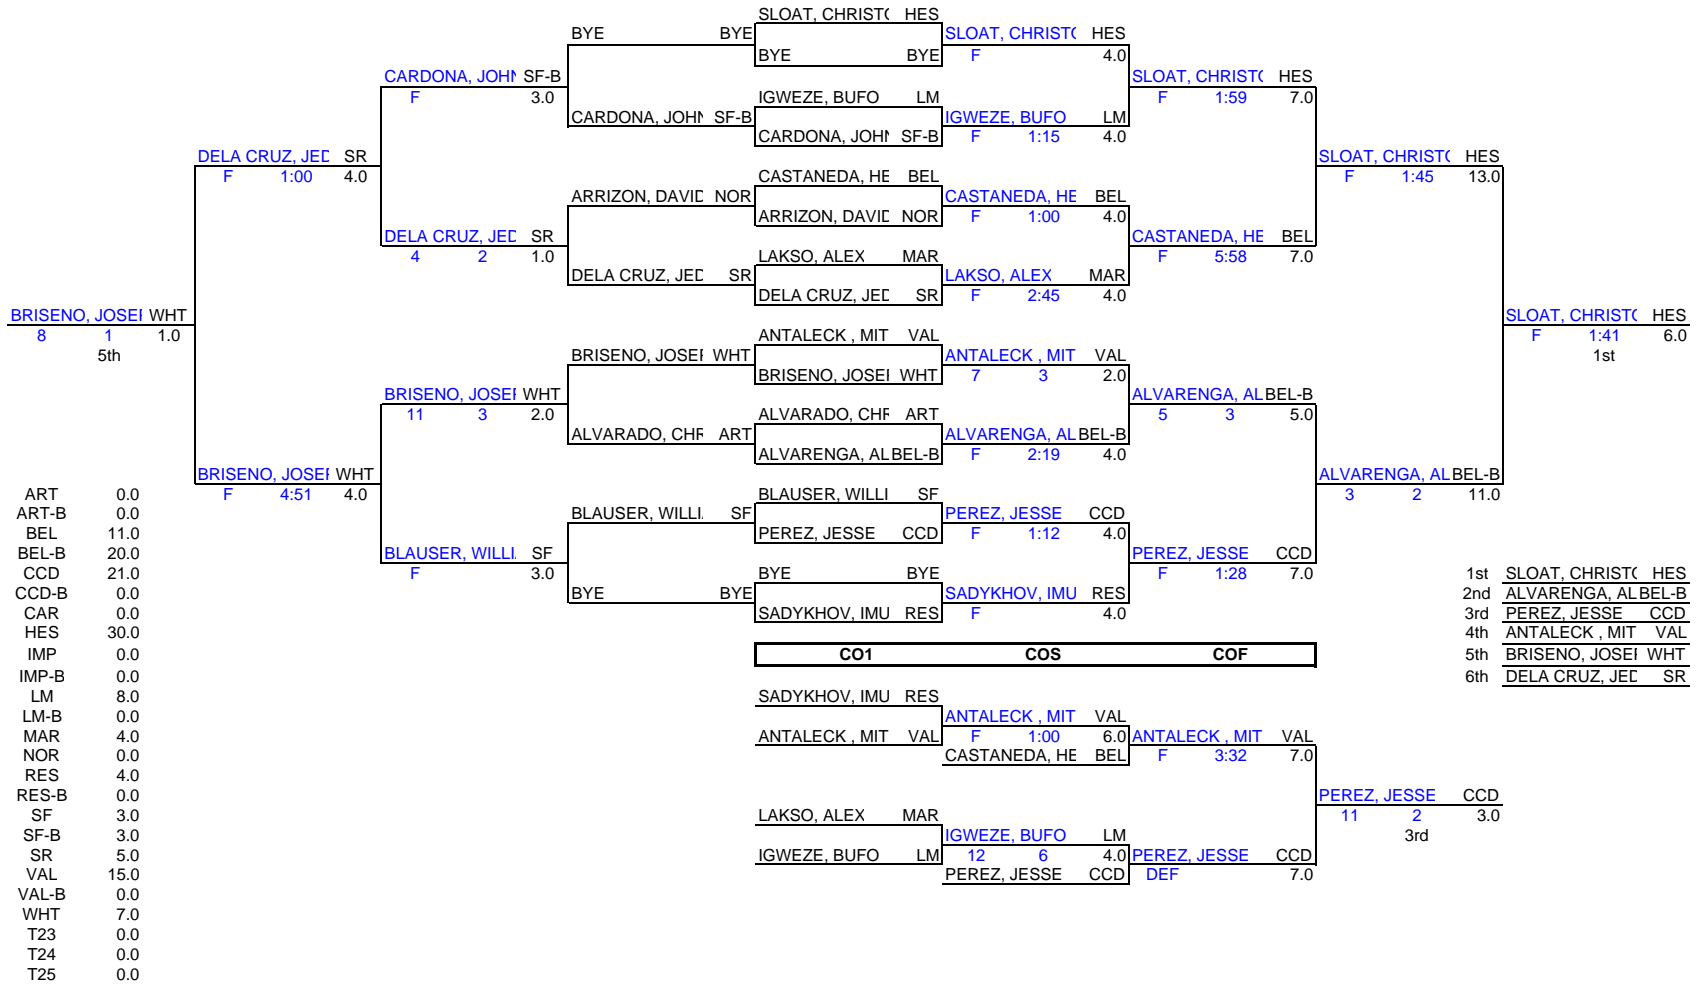 SLOAT, CHRISTO HES
BYE BYE SLOAT, CHRISTO HES
BYE BYE F 4.0
CARDONA, JOHN SF-B SLOAT, CHRISTO HES
F 3.0 IGWEZE, BUFO LM F 1:59 7.0
CARDONA, JOHN SF-B IGWEZE, BUFO LM
CARDONA, JOHN SF-B F 1:15 4.0
DELA CRUZ, JED SR SLOAT, CHRISTO HES
F 1:00 4.0 CASTANEDA, HE BEL F 1:45 13.0
ARRIZON, DAVID NOR CASTANEDA, HE BEL
ARRIZON, DAVID NOR F 1:00 4.0
DELA CRUZ, JED SR CASTANEDA, HE BEL
4 2 1.0 LAKSO, ALEX MAR F 5:58 7.0
DELA CRUZ, JED SR LAKSO, ALEX MAR
DELA CRUZ, JED SR F 2:45 4.0
BRISENO, JOSEF WHT SLOAT, CHRISTO HES
8 1 1.0 ANTALECK , MIT VAL F 1:41 6.0
5th BRISENO, JOSEF WHT ANTALECK , MIT VAL 1st
BRISENO, JOSEF WHT 7 3 2.0
BRISENO, JOSEF WHT ALVARENGA, AL BEL-B
11 3 2.0 ALVARADO, CHR ART 5 3 5.0
ALVARADO, CHR ART ALVARENGA, AL BEL-B
ALVARENGA, AL BEL-B F 2:19 4.0
BRISENO, JOSEF WHT ALVARENGA, AL BEL-B
ART 0.0 F 4:51 4.0 BLAUSER, WILLI SF 3 2 11.0
ART-B 0.0 BLAUSER, WILLI. SF PEREZ, JESSE CCD
BEL 11.0 PEREZ, JESSE CCD F 1:12 4.0
BEL-B 20.0 BLAUSER, WILLI. SF PEREZ, JESSE CCD
CCD 21.0 F 3.0 BYE BYE F 1:28 7.0 1st SLOAT, CHRISTO HES
CCD-B 0.0 BYE BYE SADYKHOV, IMU RES 2nd ALVARENGA, AL BEL-B
CAR 0.0 SADYKHOV, IMU RES F 4.0 3rd PEREZ, JESSE CCD
HES 30.0 4th ANTALECK , MIT VAL
IMP 0.0 CO1 COS COF 5th BRISENO, JOSEF WHT
IMP-B 0.0 6th DELA CRUZ, JED SR
LM 8.0 SADYKHOV, IMU RES
LM-B 0.0 ANTALECK , MIT VAL
MAR 4.0 ANTALECK , MIT VAL F 1:00 6.0 ANTALECK , MIT VAL
NOR 0.0 CASTANEDA, HE BEL F 3:32 7.0
RES 4.0
RES-B 0.0 PEREZ, JESSE CCD
SF 3.0 LAKSO, ALEX MAR 11 2 3.0
SF-B 3.0 IGWEZE, BUFO LM 3rd
SR 5.0 IGWEZE, BUFO LM 12 6 4.0 PEREZ, JESSE CCD
VAL 15.0 PEREZ, JESSE CCD DEF 7.0
VAL-B 0.0
WHT 7.0
T23 0.0
T24 0.0
T25 0.0